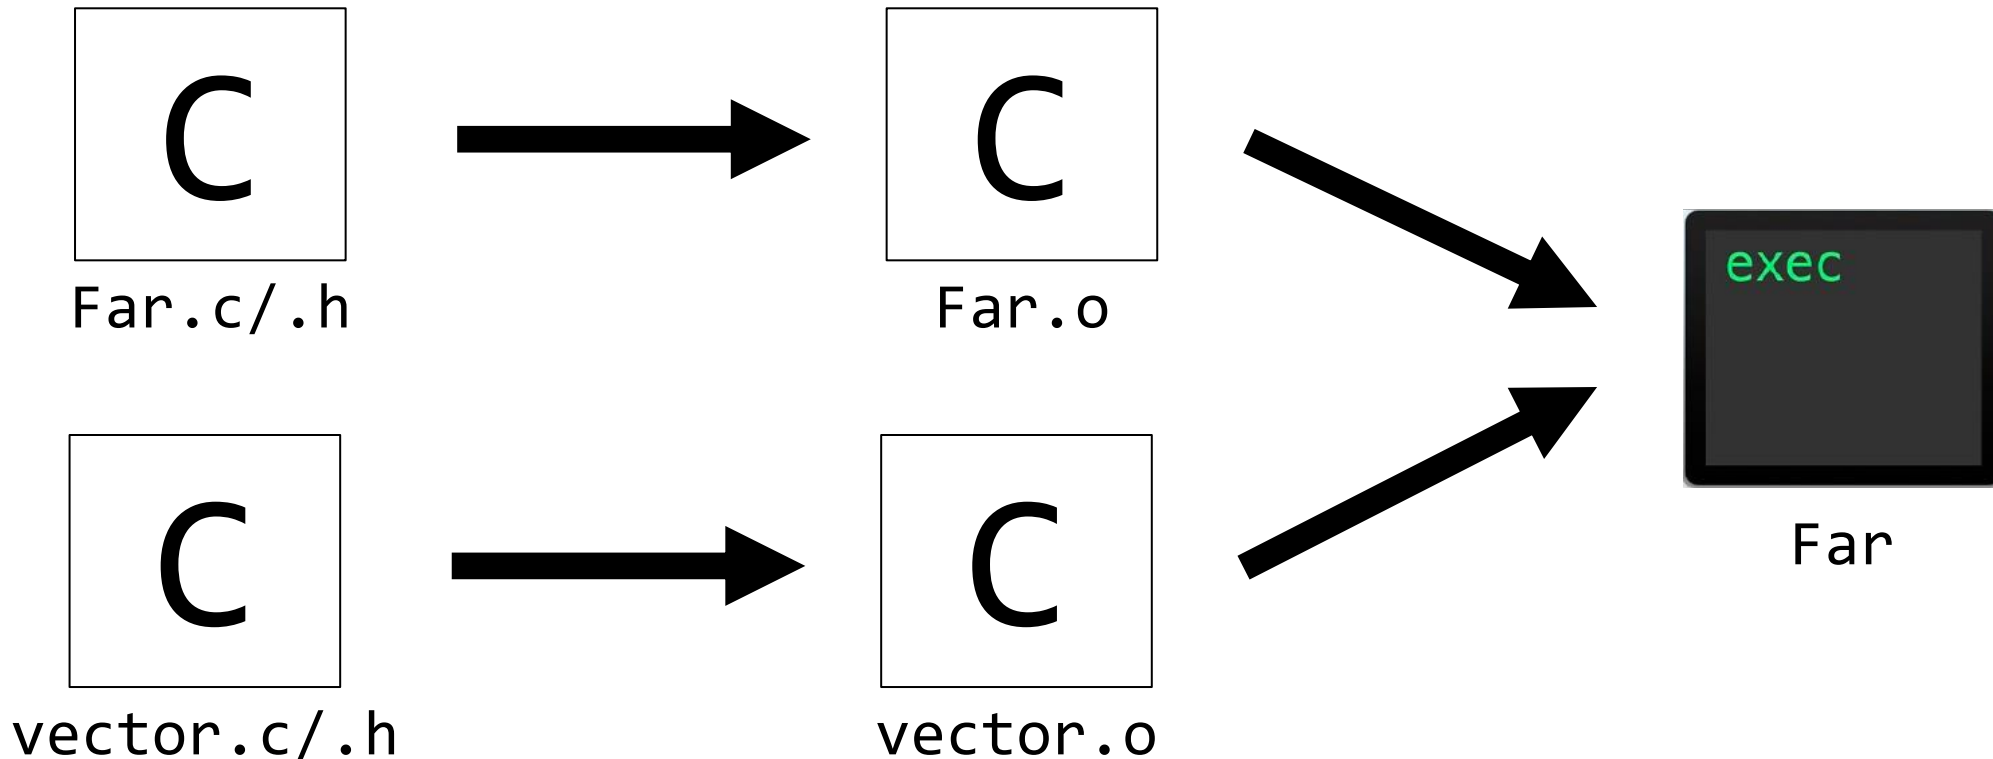 C
C
exec
Far.c/.h
Far.o
C
C
Far
vector.c/.h
vector.o